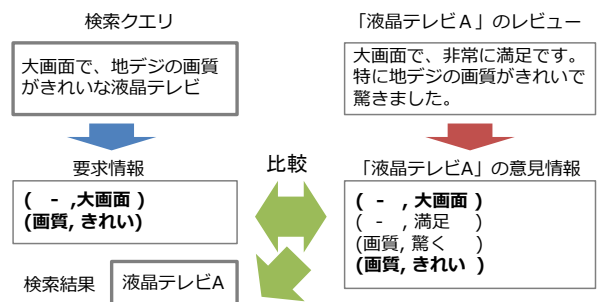 検索クエリ
大画面で、地デジの画質
がきれいな液晶テレビ
要求情報
( - ,大画面 )
(画質, きれい)
比較
「液晶テレビA」のレビュー
大画面で、非常に満足です。
特に地デジの画質がきれいで
驚きました。
「液晶テレビA」の意見情報
( - , 大画面 )
( - , 満足 )
(画質, 驚く )
(画質, きれい )
検索結果
液晶テレビA